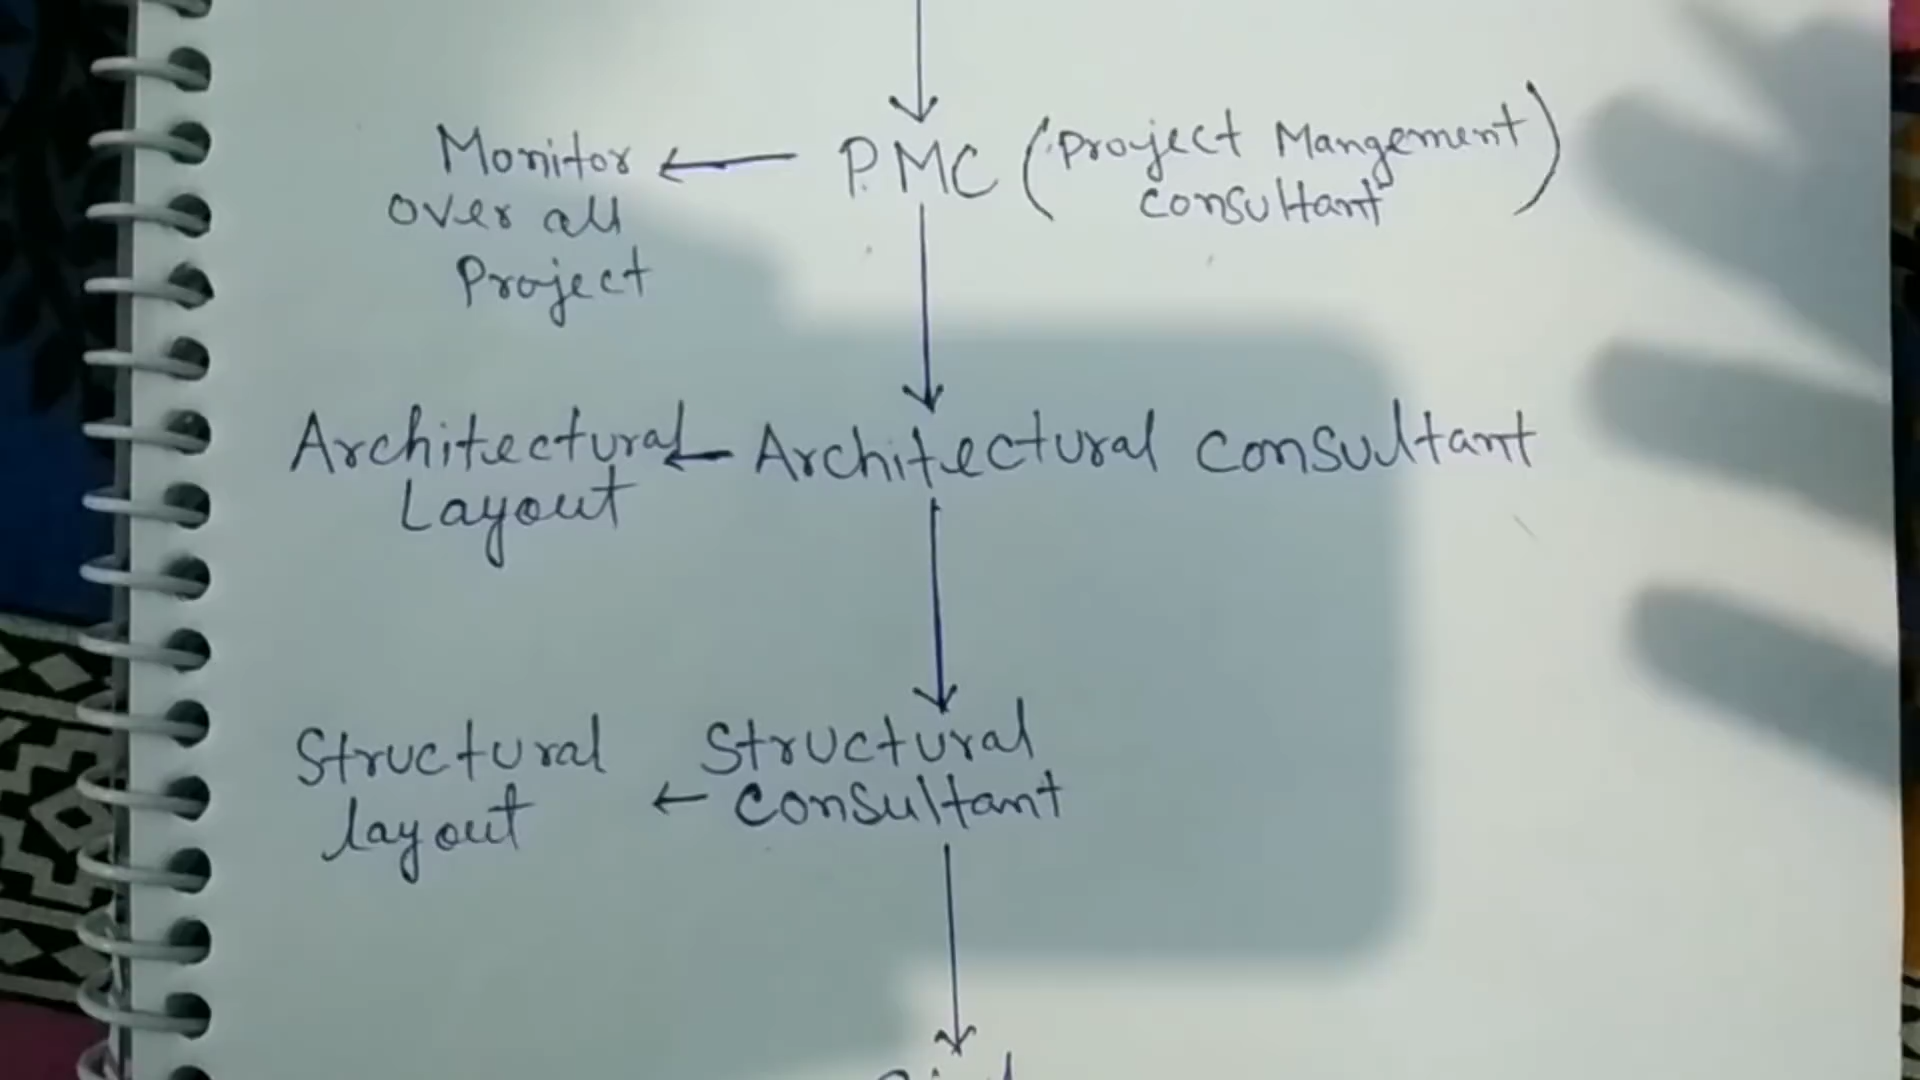 Monitor ← P.MC (Project Mangement
over all consultant)
Project
Architectural ← Architectural consultant
Layout
Structural Structural
layout ← consultant